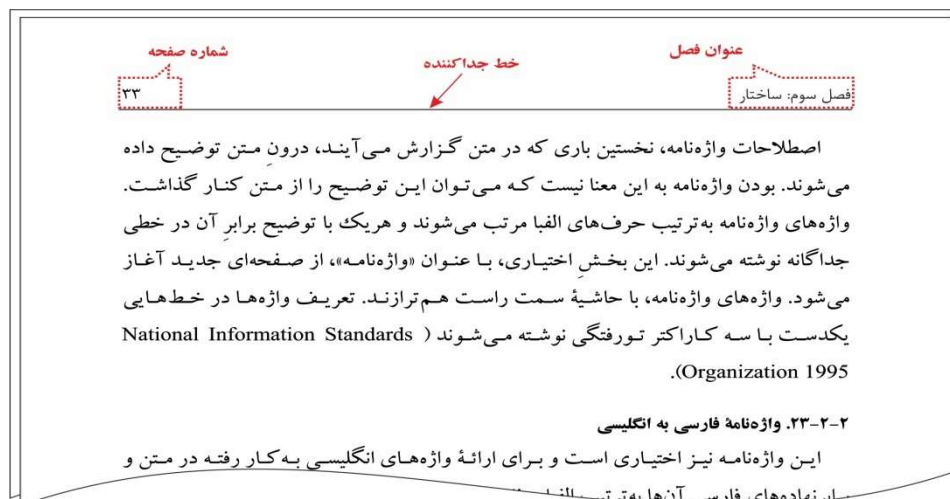 عنوان فصل
خط جداکننده
شماره صفحه
فصل سوم: ساختار
۳۳
اصطلاحات واژه‌نامه، نخستین باری که در متن گزارش می‌آیند، درونِ متن توضیح داده
می‌شوند. بودن واژه‌نامه به این معنا نیست که می‌توان این توضیح را از متن کنار گذاشت.
واژه‌های واژه‌نامه به‌ترتیب حرف‌های الفبا مرتب می‌شوند و هریک با توضیح برابرِ آن در خطی
جداگانه نوشته می‌شوند. این بخشِ اختیاری، با عنوان «واژه‌نامه»، از صفحه‌ای جدید آغاز
می‌شود. واژه‌های واژه‌نامه، با حاشیهٔ سمت راست هم‌ترازند. تعریف واژه‌ها در خط‌هایی
یکدست با سه کاراکتر تورفتگی نوشته می‌شوند (National Information Standards
Organization 1995).
۲-۲-۲۳. واژه‌نامهٔ فارسی به انگلیسی
این واژه‌نامه نیز اختیاری است و برای ارائهٔ واژه‌های انگلیسی به‌کار رفته در متن و